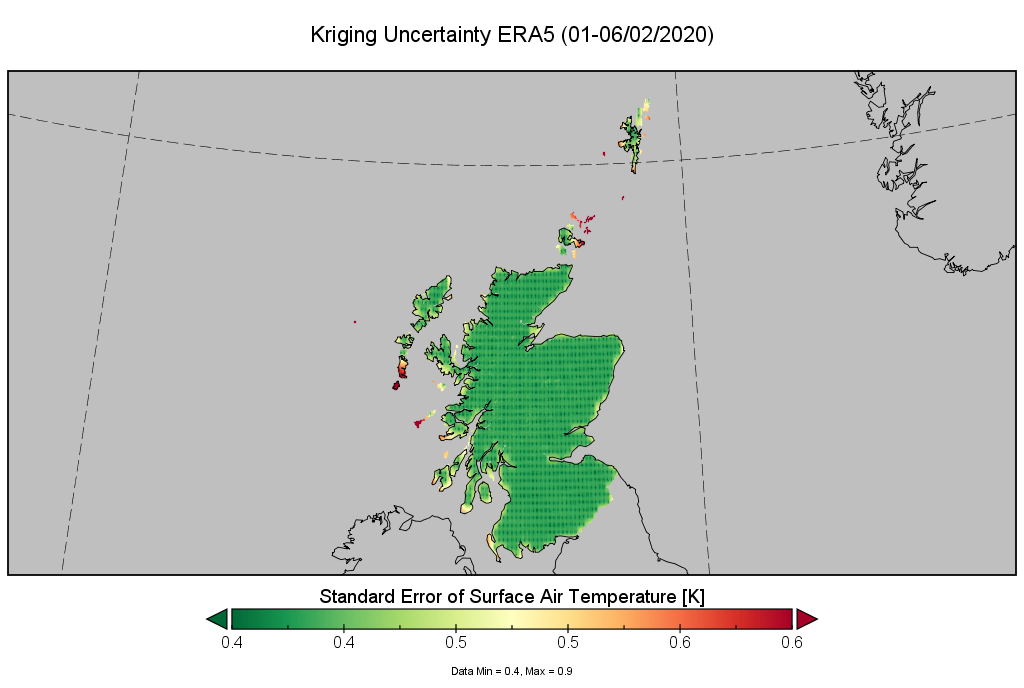 Kriging Uncertainty ERA5 (01-06/02/2020)
Standard Error of Surface Air Temperature [K]
0.4 0.4 0.5 0.5 0.6 0.6
Data Min = 0.4, Max = 0.9